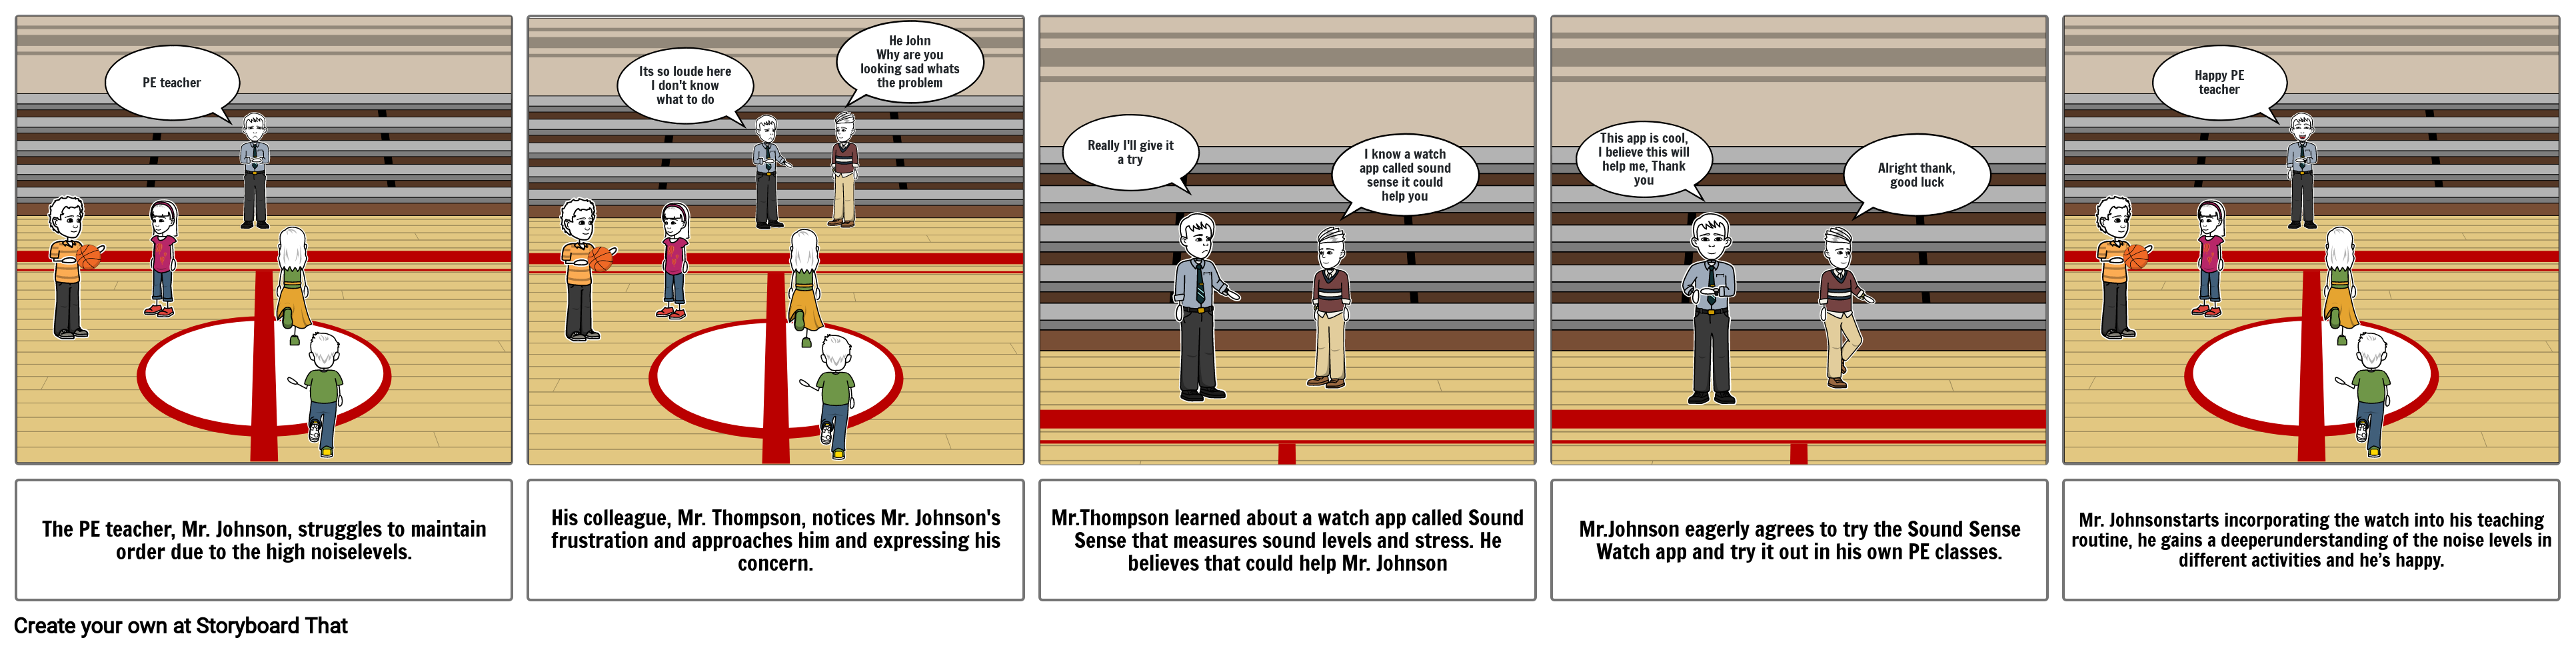 PE teacher
The PE teacher, Mr. Johnson, struggles to maintain
order due to the high noiselevels.
Its so loude here
I don't know
what to do
He John
Why are you
looking sad whats
the problem
His colleague, Mr. Thompson, notices Mr. Johnson's
frustration and approaches him and expressing his
concern.
Really I'll give it
a try
I know a watch
app called sound
sense it could
help you
Mr.Thompson learned about a watch app called Sound
Sense that measures sound levels and stress. He
believes that could help Mr. Johnson
This app is cool,
I believe this will
help me, Thank
you
Alright thank,
good luck
Mr.Johnson eagerly agrees to try the Sound Sense
Watch app and try it out in his own PE classes.
Happy PE
teacher
Mr. Johnsonstarts incorporating the watch into his teaching
routine, he gains a deeperunderstanding of the noise levels in
different activities and he's happy.
Create your own at Storyboard That